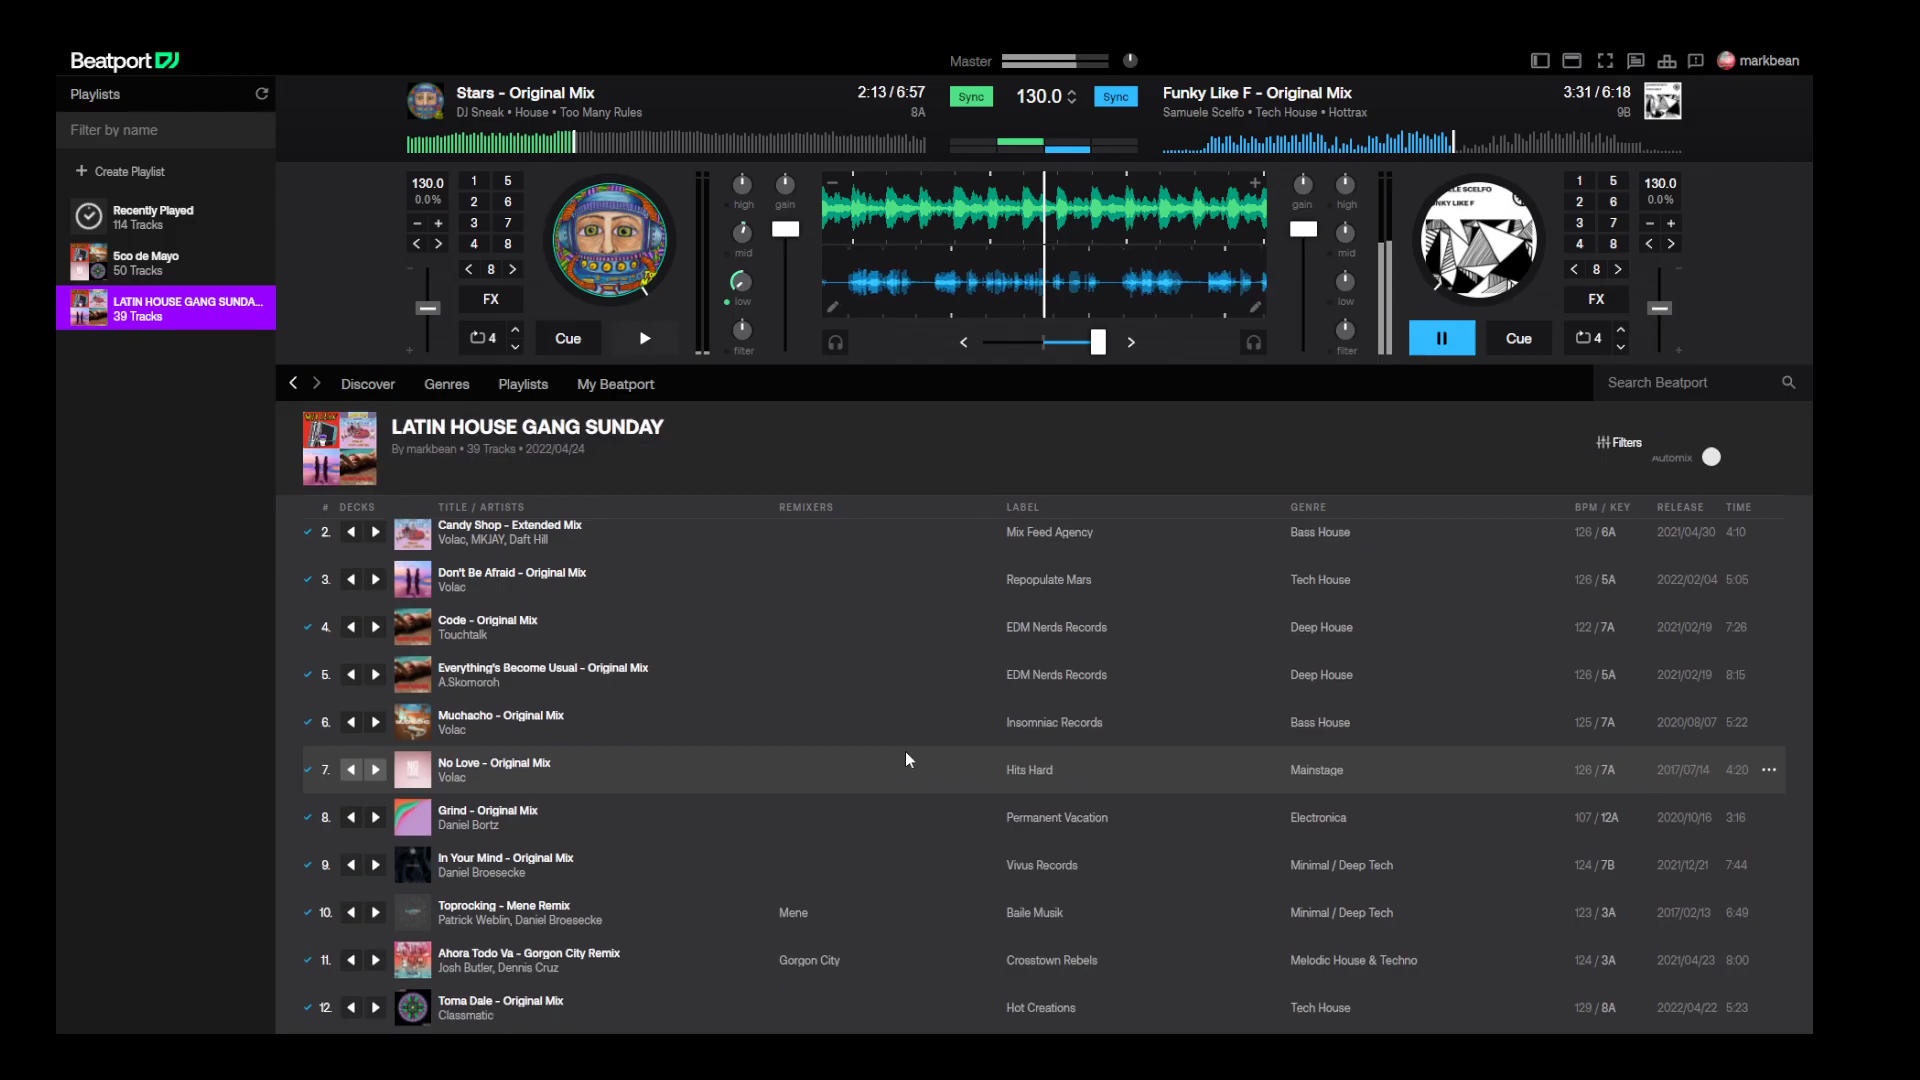 Beatport
Master
markbean
Playlists
Filter by name
Create Playlist
Recently Played
114 Tracks
5co de Mayo
50 Tracks
LATIN HOUSE GANG SUNDA...
39 Tracks
Stars - Original Mix
2:13 / 6:57
DJ Sneak • House • Too Many Rules
8A
Sync
130.0
Sync
Funky Like F - Original Mix
3:31 / 6:18
Samuele Scelfo • Tech House • Hottrax
9B
130.0
0.0%
1 5
2 6
3 7
4 8
8
FX
4
Cue
high
mid
low
filter
gain
gain
high
mid
low
filter
ELE SCELFO
NKY LIKE F
Cue
1 5
2 6
3 7
4 8
8
FX
4
130.0
0.0%
Discover Genres Playlists My Beatport
Search Beatport
LATIN HOUSE GANG SUNDAY
By markbean • 39 Tracks • 2022/04/24
Filters
Automix
# DECKS TITLE / ARTISTS REMIXERS LABEL GENRE BPM / KEY RELEASE TIME
2. Candy Shop - Extended Mix Mix Feed Agency Bass House 126 / 6A 2021/04/30 4:10
Volac, MKJAY, Daft Hill
3. Don't Be Afraid - Original Mix Repopulate Mars Tech House 126 / 5A 2022/02/04 5:05
Volac
4. Code - Original Mix EDM Nerds Records Deep House 122 / 7A 2021/02/19 7:26
Touchtalk
5. Everything's Become Usual - Original Mix EDM Nerds Records Deep House 126 / 5A 2021/02/19 8:15
A.Skomoroh
6. Muchacho - Original Mix Insomniac Records Bass House 125 / 7A 2020/08/07 5:22
Volac
7. No Love - Original Mix Hits Hard Mainstage 126 / 7A 2017/07/14 4:20
Volac
8. Grind - Original Mix Permanent Vacation Electronica 107 / 12A 2020/10/16 3:16
Daniel Bortz
9. In Your Mind - Original Mix Vivus Records Minimal / Deep Tech 124 / 7B 2021/12/21 7:44
Daniel Broesecke
10. Toprocking - Mene Remix Mene Baile Musik Minimal / Deep Tech 123 / 3A 2017/02/13 6:49
Patrick Weblin, Daniel Broesecke
11. Ahora Todo Va - Gorgon City Remix Gorgon City Crosstown Rebels Melodic House & Techno 124 / 3A 2021/04/23 8:00
Josh Butler, Dennis Cruz
12. Toma Dale - Original Mix Hot Creations Tech House 129 / 8A 2022/04/22 5:23
Classmatic